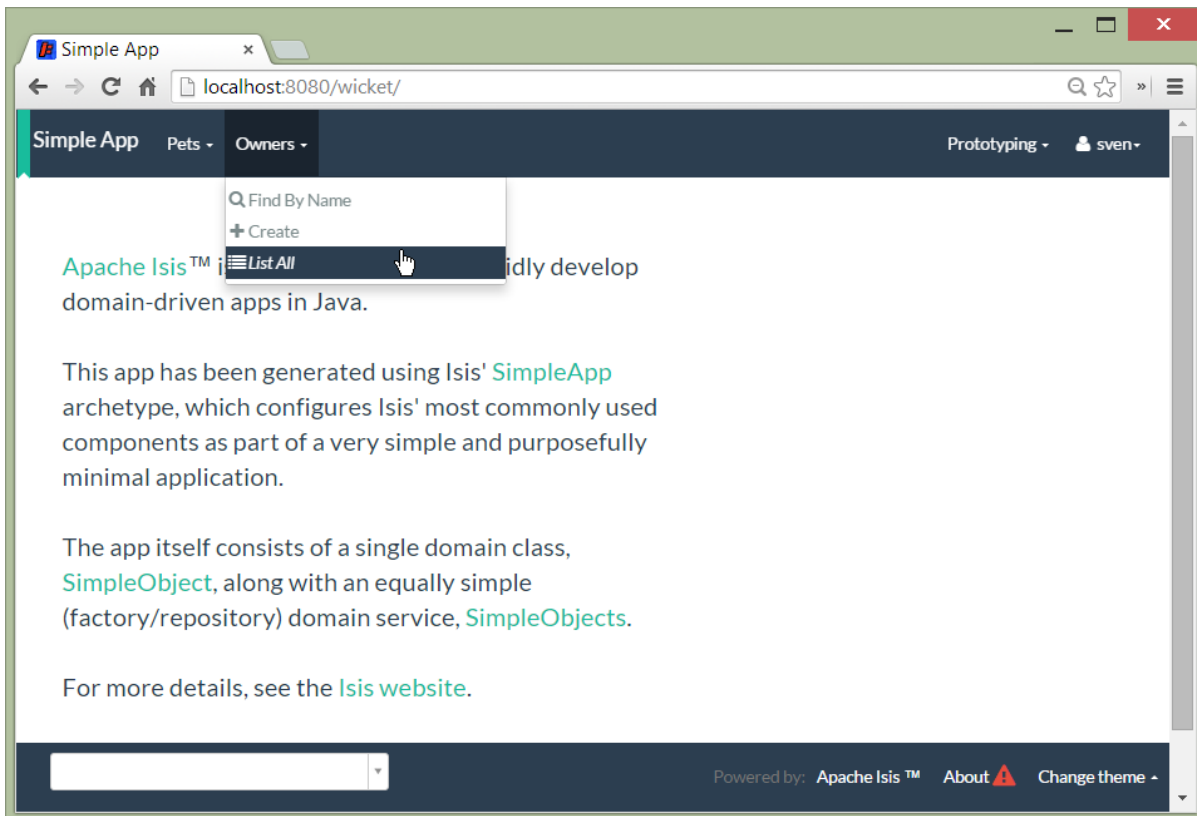 Simple App
localhost:8080/wicket/
Simple App Pets Owners Prototyping sven
Find By Name
Create
List All
Apache Isis™ i idly develop
domain-driven apps in Java.
This app has been generated using Isis' SimpleApp
archetype, which configures Isis' most commonly used
components as part of a very simple and purposefully
minimal application.
The app itself consists of a single domain class,
SimpleObject, along with an equally simple
(factory/repository) domain service, SimpleObjects.
For more details, see the Isis website.
Powered by: Apache Isis ™ About Change theme